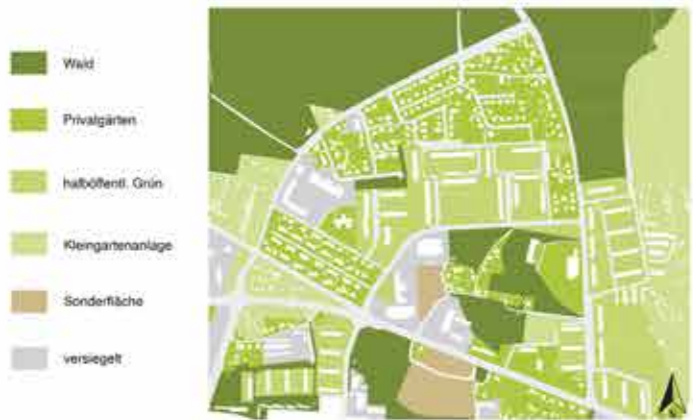 Wald
Privatgärten
halböffentl. Grün
Kleingartenanlage
Sonderfläche
versiegelt